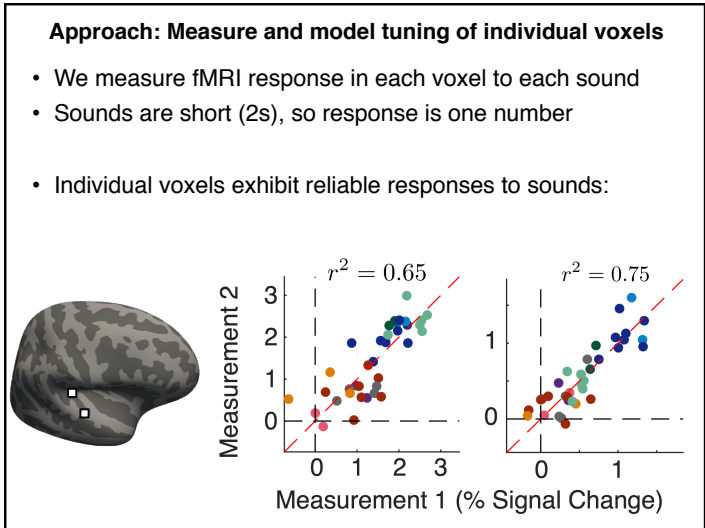 Approach: Measure and model tuning of individual voxels
• We measure fMRI response in each voxel to each sound
• Sounds are short (2s), so response is one number
• Individual voxels exhibit reliable responses to sounds:
r² = 0.65
r² = 0.75
Measurement 2
3
2
1
0
1
0
0 1 2 3
0 1
Measurement 1 (% Signal Change)